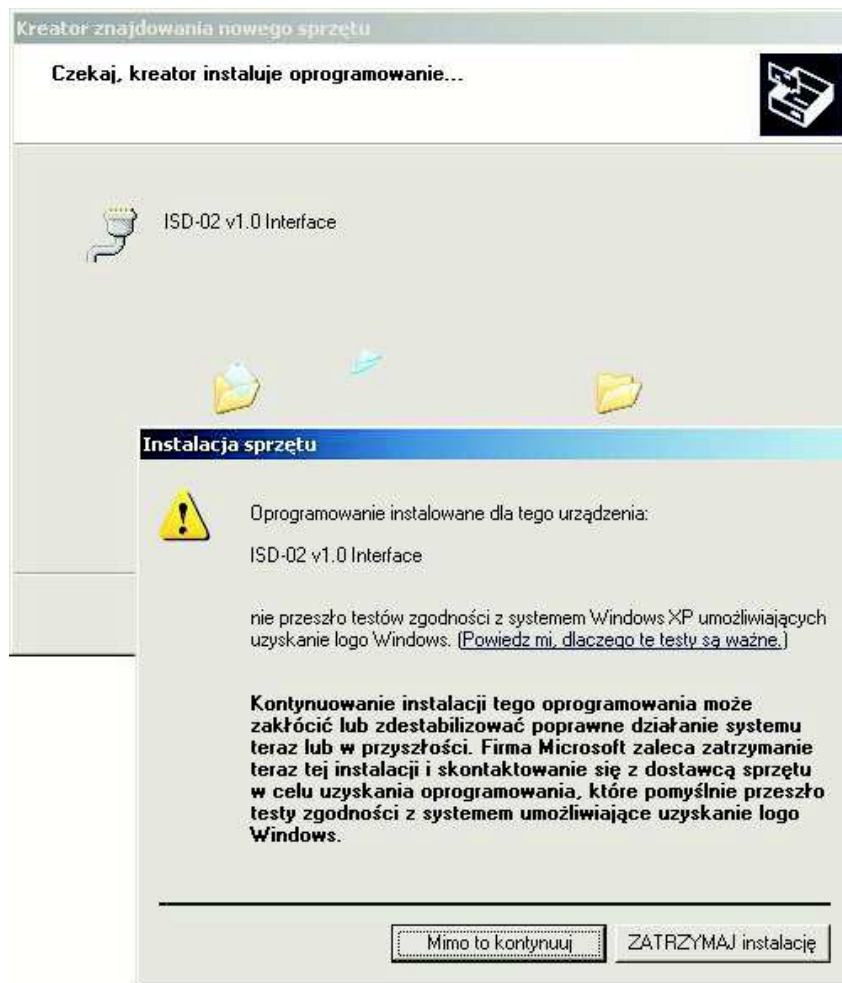 Kreator znajdowania nowego sprzętu
Czekaj, kreator instaluje oprogramowanie...
ISD-02 v1.0 Interface
Instalacja sprzętu
Oprogramowanie instalowane dla tego urządzenia:
ISD-02 v1.0 Interface
nie przeszło testów zgodności z systemem Windows XP umożliwiających
uzyskanie logo Windows. (Powiedz mi, dlaczego te testy są ważne.)
Kontynuowanie instalacji tego oprogramowania może
zakłócić lub zdestabilizować poprawne działanie systemu
teraz lub w przyszłości. Firma Microsoft zaleca zatrzymanie
teraz tej instalacji i skontaktowanie się z dostawcą sprzętu
w celu uzyskania oprogramowania, które pomyślnie przeszło
testy zgodności z systemem umożliwiające uzyskanie logo
Windows.
Mimo to kontynuuj
ZATRZYMAJ instalację